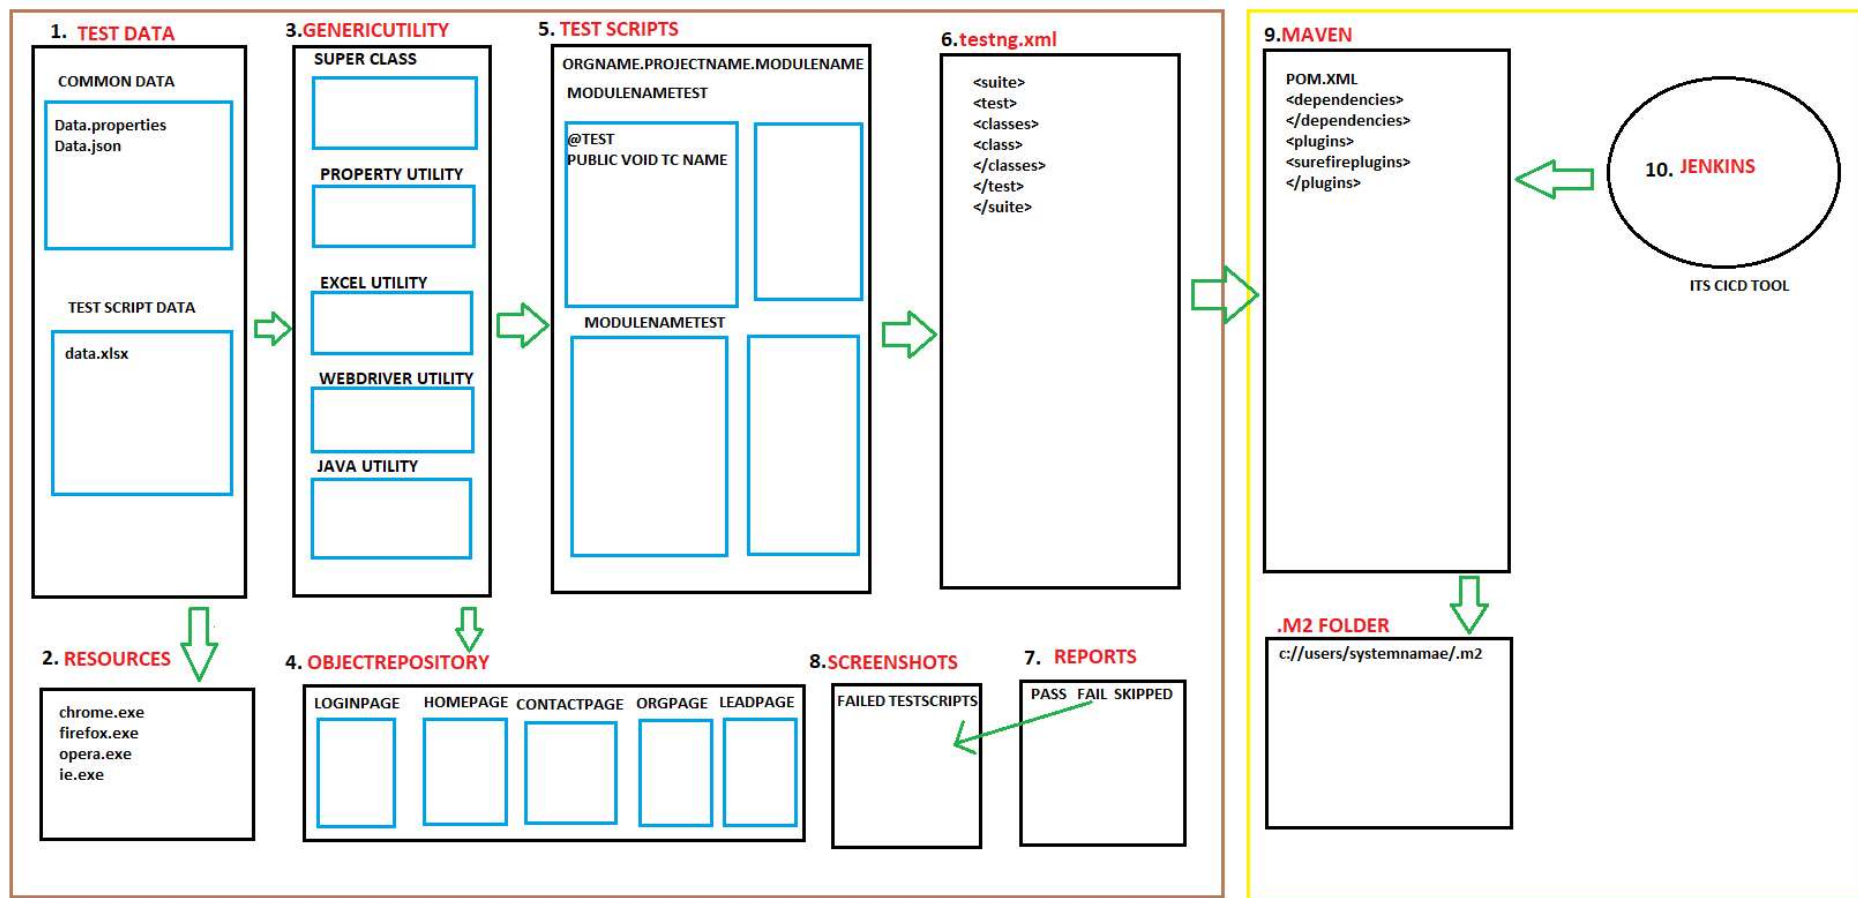 1. TEST DATA
COMMON DATA
Data.properties
Data.json
TEST SCRIPT DATA
data.xlsx
2. RESOURCES
chrome.exe
firefox.exe
opera.exe
ie.exe
3.GENERICUTILITY
SUPER CLASS
PROPERTY UTILITY
EXCEL UTILITY
WEBDRIVER UTILITY
JAVA UTILITY
4. OBJECTREPOSITORY
LOGINPAGE
HOMEPAGE
CONTACTPAGE
ORGPAGE
LEADPAGE
5. TEST SCRIPTS
ORGNAME.PROJECTNAME.MODULENAME
MODULENAMETEST
@TEST
PUBLIC VOID TC NAME
MODULENAMETEST
6.testng.xml
<suite>
<test>
<classes>
<class>
</classes>
</test>
</suite>
8.SCREENSHOTS
FAILED TESTSCRIPTS
7. REPORTS
PASS FAIL SKIPPED
9.MAVEN
POM.XML
<dependencies>
</dependencies>
<plugins>
<surefireplugins>
</plugins>
.M2 FOLDER
c://users/systemnamae/.m2
10. JENKINS
ITS CICD TOOL